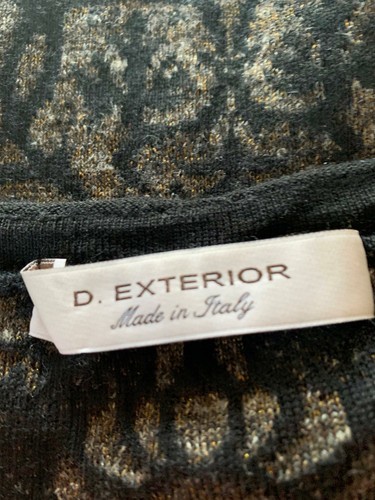 D. EXTERIOR
Made in Italy